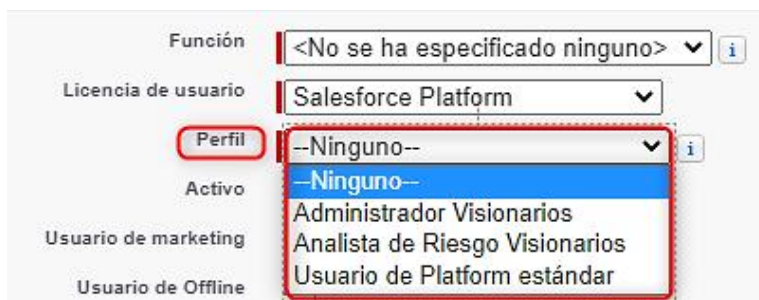 Función <No se ha especificado ninguno> i
Licencia de usuario Salesforce Platform
Perfil --Ninguno-- i
--Ninguno--
Activo
Administrador Visionarios
Usuario de marketing Analista de Riesgo Visionarios
Usuario de Offline Usuario de Platform estándar